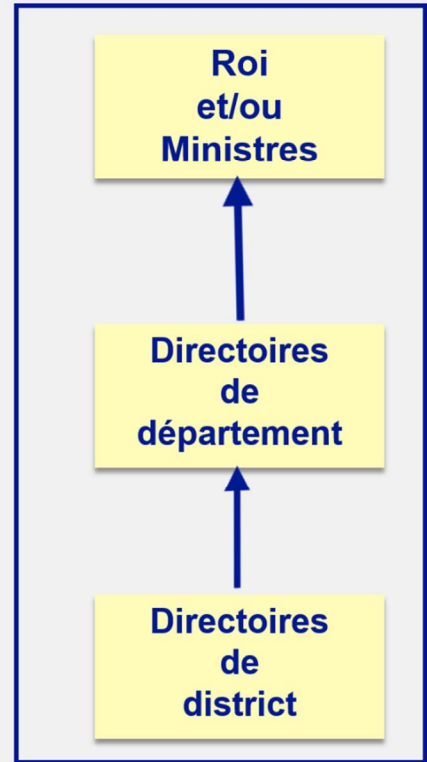 Roi
et/ou
Ministres
Directoires
de
département
Directoires
de
district